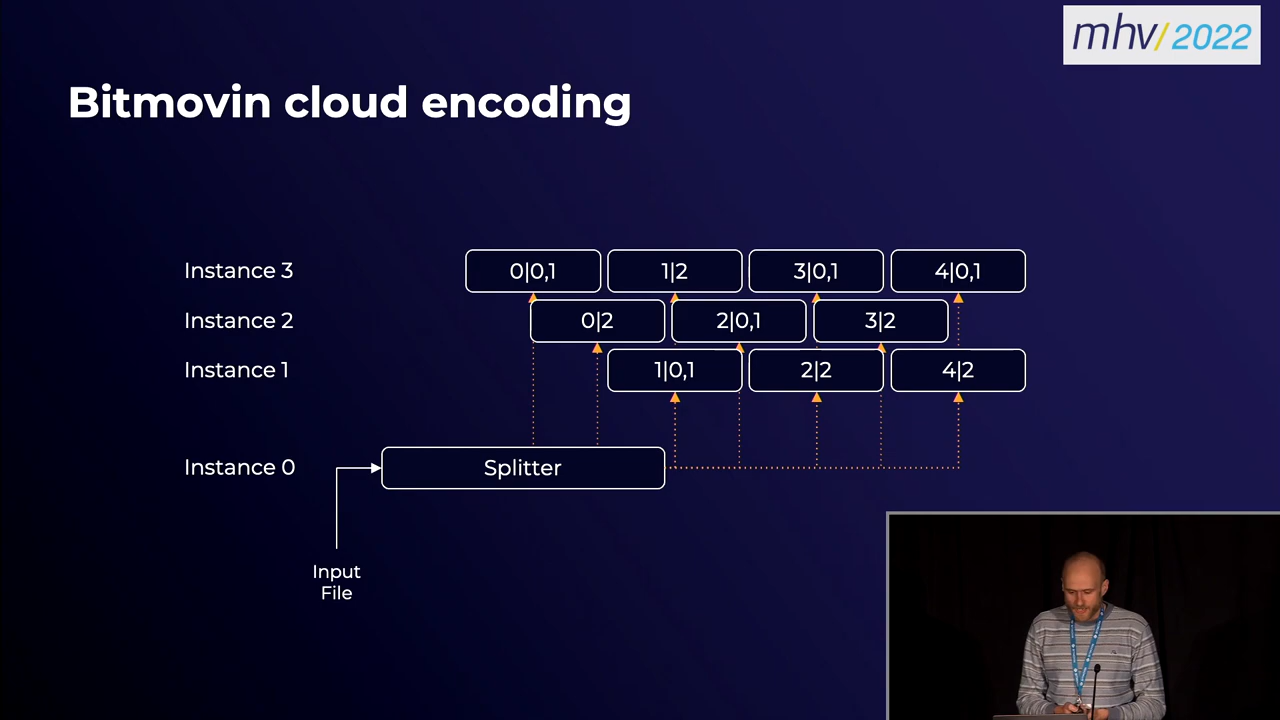 mhv/2022
Bitmovin cloud encoding
Instance 3
0|0,1
1|2
3|0,1
4|0,1
Instance 2
0|2
2|0,1
3|2
Instance 1
1|0,1
2|2
4|2
Instance 0
Splitter
Input
File